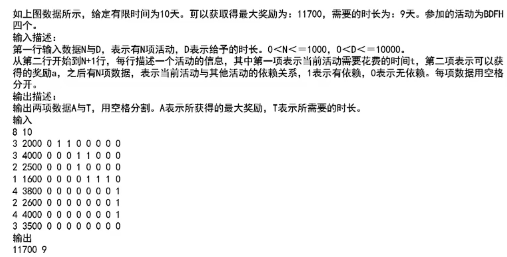 如上图数据所示，给定有限时间为10天。可以获取得最大奖励为：11700，需要的时长为：9天。参加的活动为BDFH
四个。
输入描述：
第一行输入数据N与D，表示有N项活动，D表示给予的时长。0<N<＝1000，0<D<＝10000。
从第二行开始到N+1行，每行描述一个活动的信息，其中第一项表示当前活动需要花费的时间t，第二项表示可以获
得的奖励a，之后有N项数据，表示当前活动与其他活动的依赖关系，1表示有依赖，0表示无依赖。每项数据用空格
分开。
输出描述：
输出两项数据A与T，用空格分割。A表示所获得的最大奖励，T表示所需要的时长。
输入
8 10
3 2000 0 1 1 0 0 0 0 0
3 4000 0 0 0 1 1 0 0 0
2 2500 0 0 0 1 0 0 0 0
1 1600 0 0 0 0 1 1 1 0
4 3800 0 0 0 0 0 0 0 1
2 2600 0 0 0 0 0 0 0 1
4 4000 0 0 0 0 0 0 0 1
3 3500 0 0 0 0 0 0 0 0
输出
11700 9